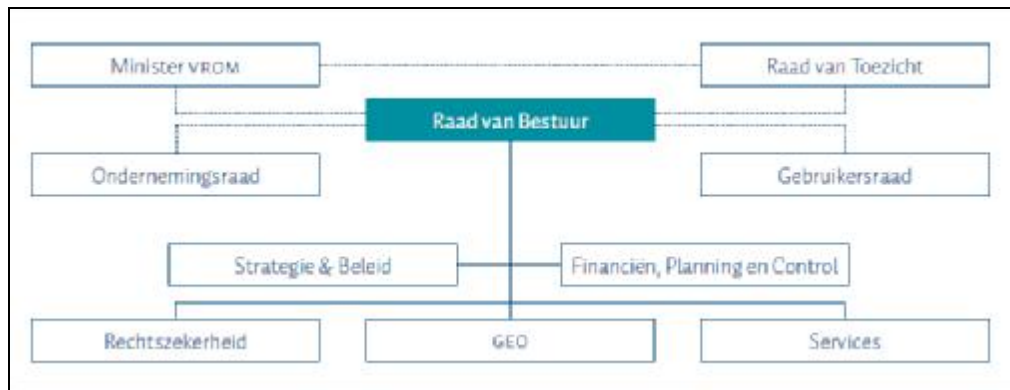 Minister VROM
Raad van Toezicht
Raad van Bestuur
Ondernemingsraad
Gebruikersraad
Strategie & Beleid
Financiën, Planning en Control
Rechtszekerheid
GEO
Services